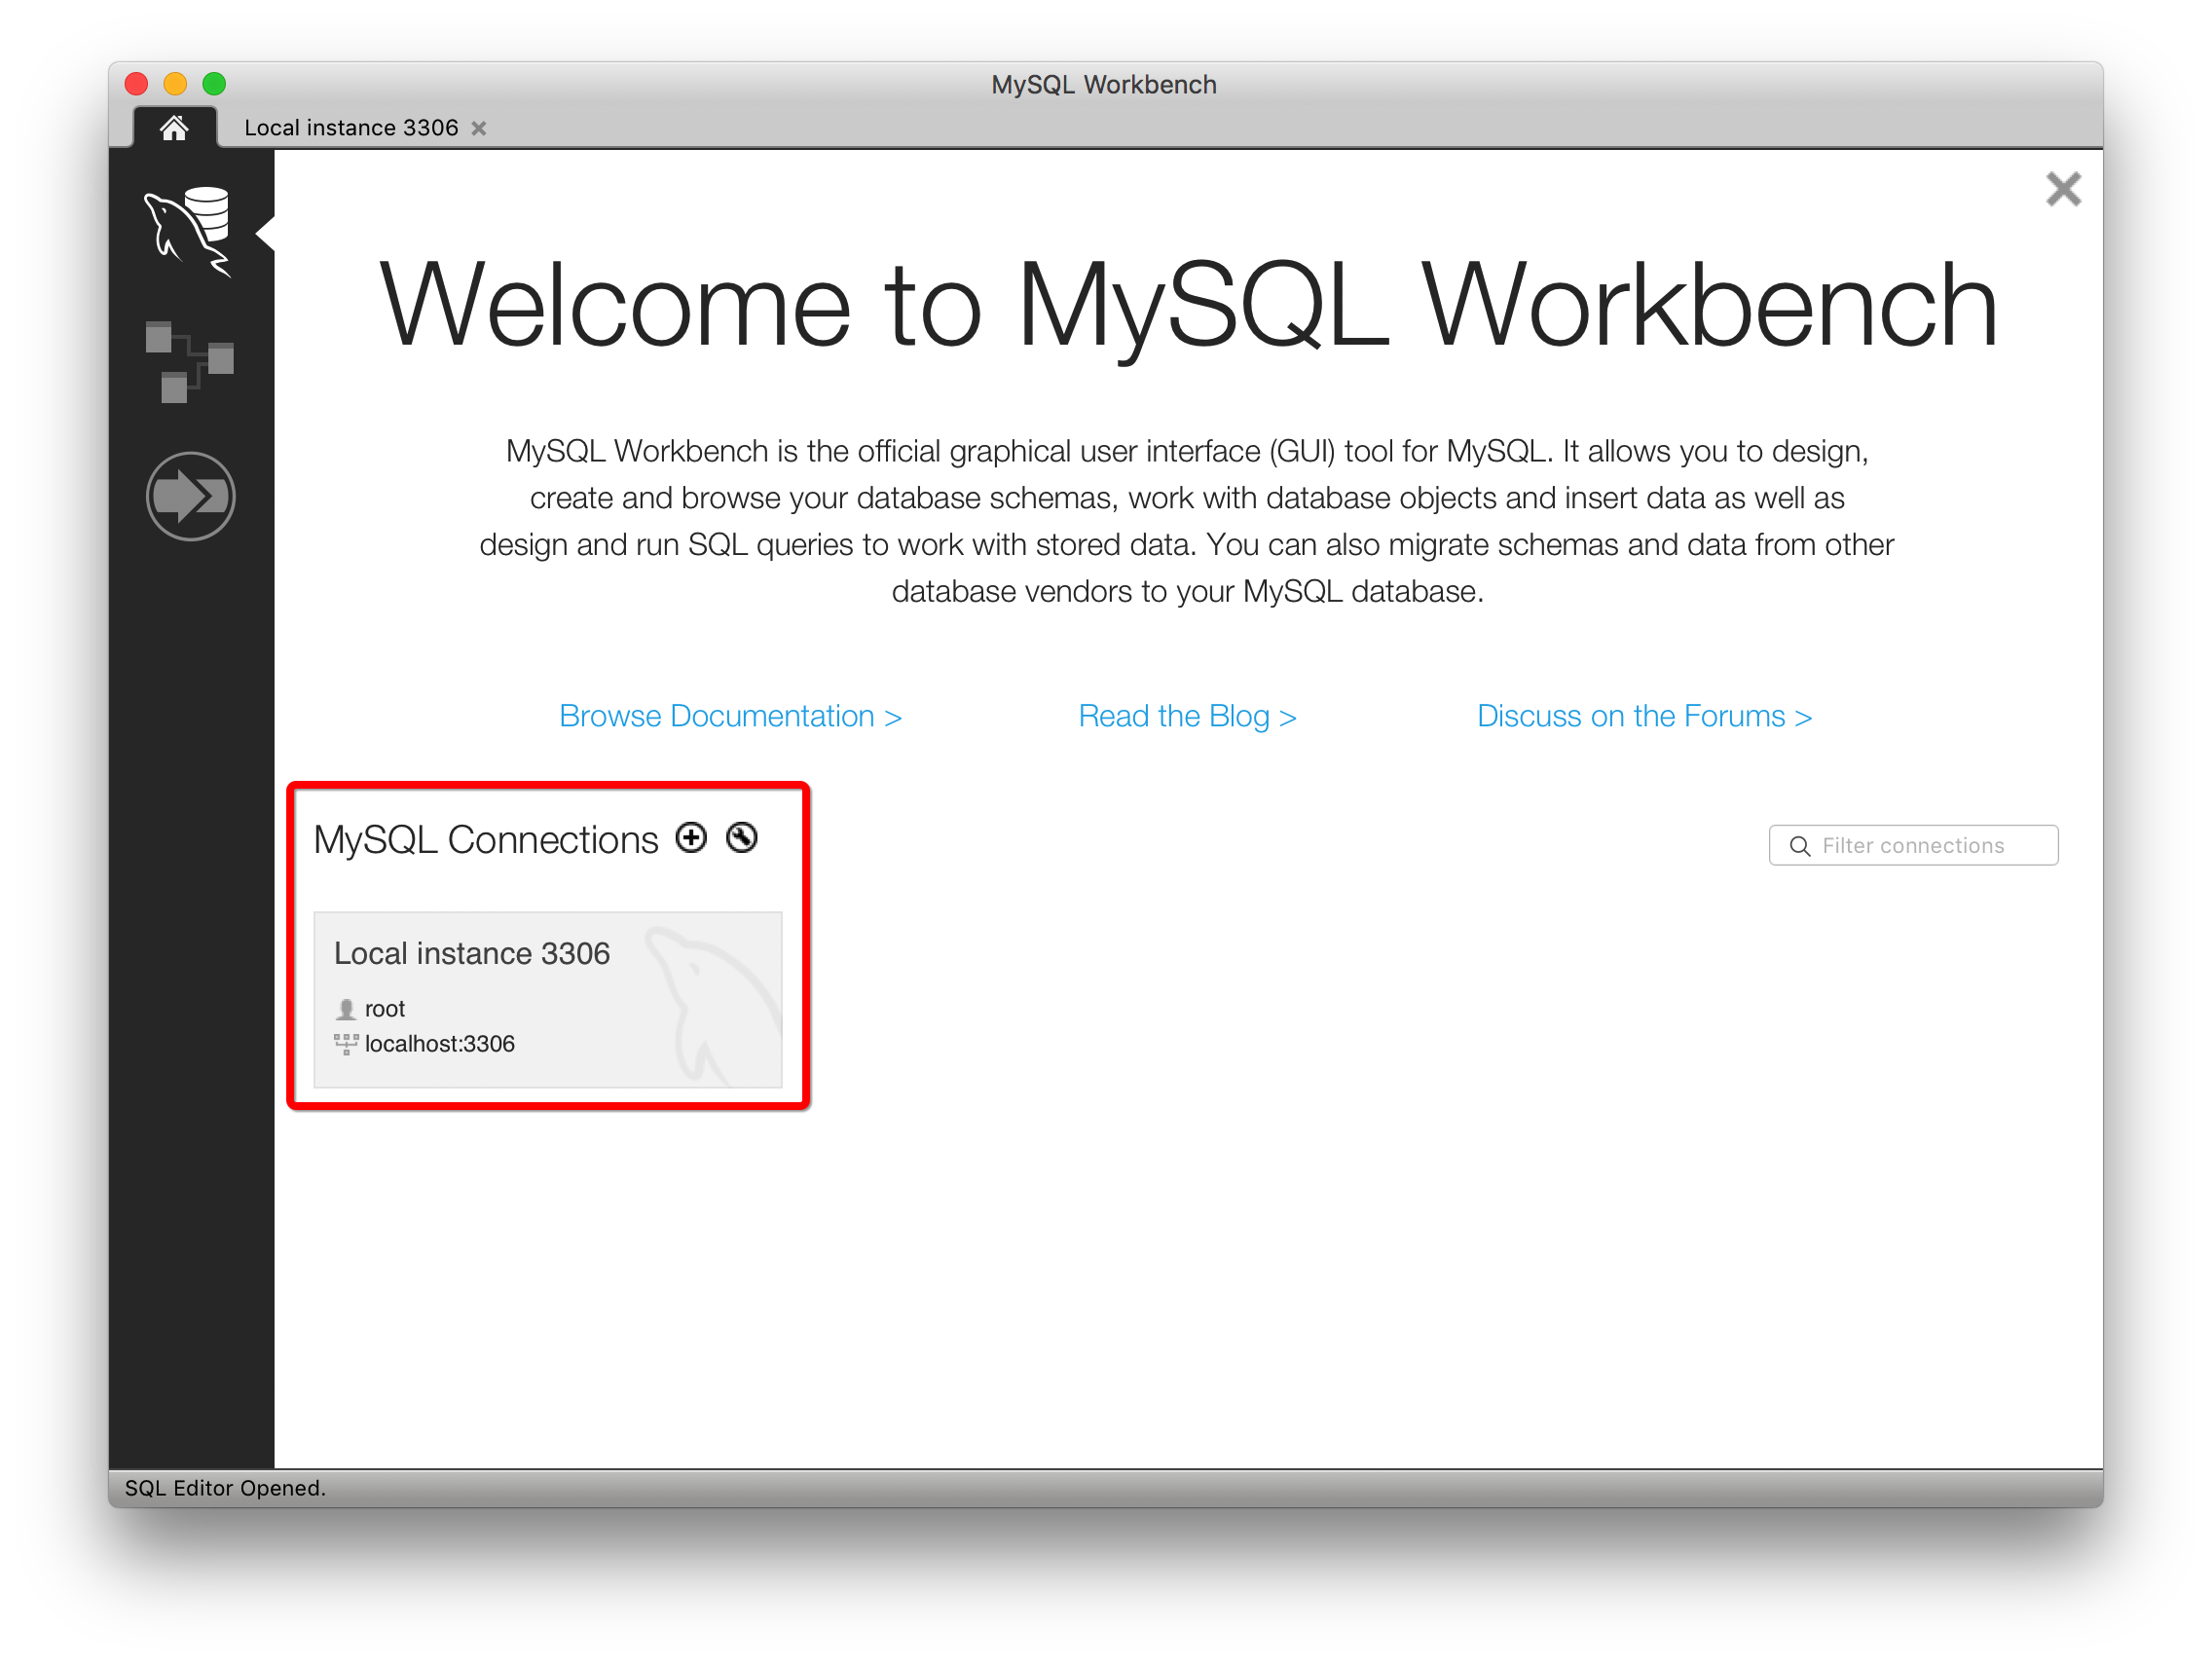 MySQL Workbench
Local instance 3306
Welcome to MySQL Workbench
MySQL Workbench is the official graphical user interface (GUI) tool for MySQL. It allows you to design,
create and browse your database schemas, work with database objects and insert data as well as
design and run SQL queries to work with stored data. You can also migrate schemas and data from other
database vendors to your MySQL database.
Browse Documentation >
Read the Blog >
Discuss on the Forums >
MySQL Connections
Filter connections
Local instance 3306
root
localhost:3306
SQL Editor Opened.